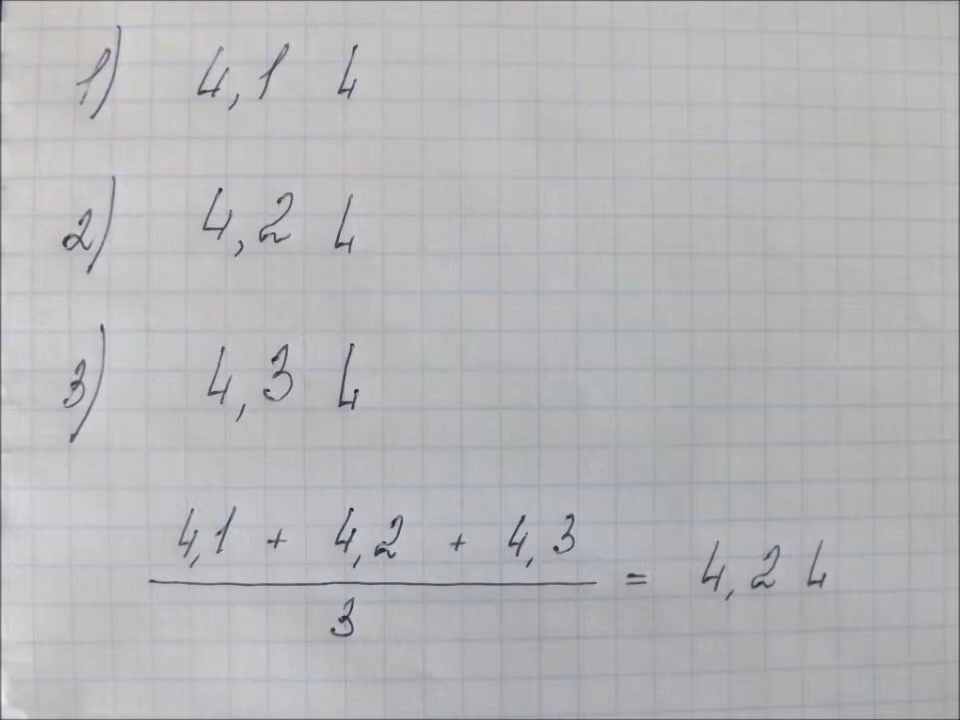 1) 4,1 L
2) 4,2 L
3) 4,3 L
4,1 + 4,2 + 4,3
3
= 4,2 L